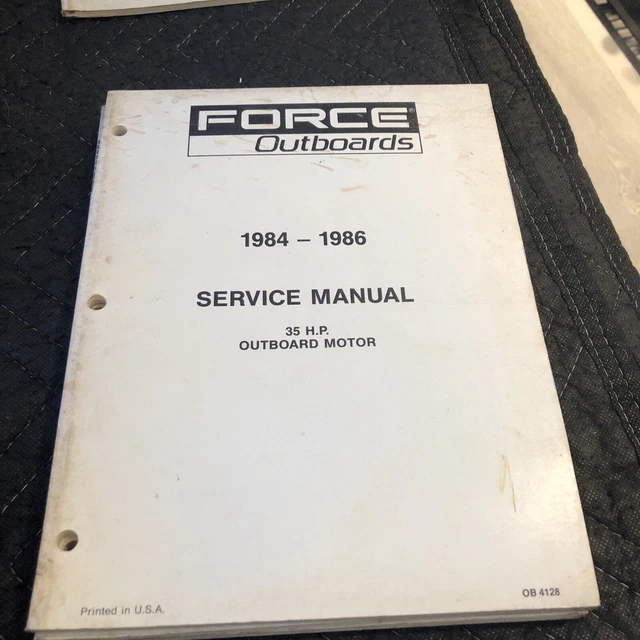 FORCE
Outboards
1984 – 1986
SERVICE MANUAL
35 H.P.
OUTBOARD MOTOR
OB 4128
Printed in U.S.A.